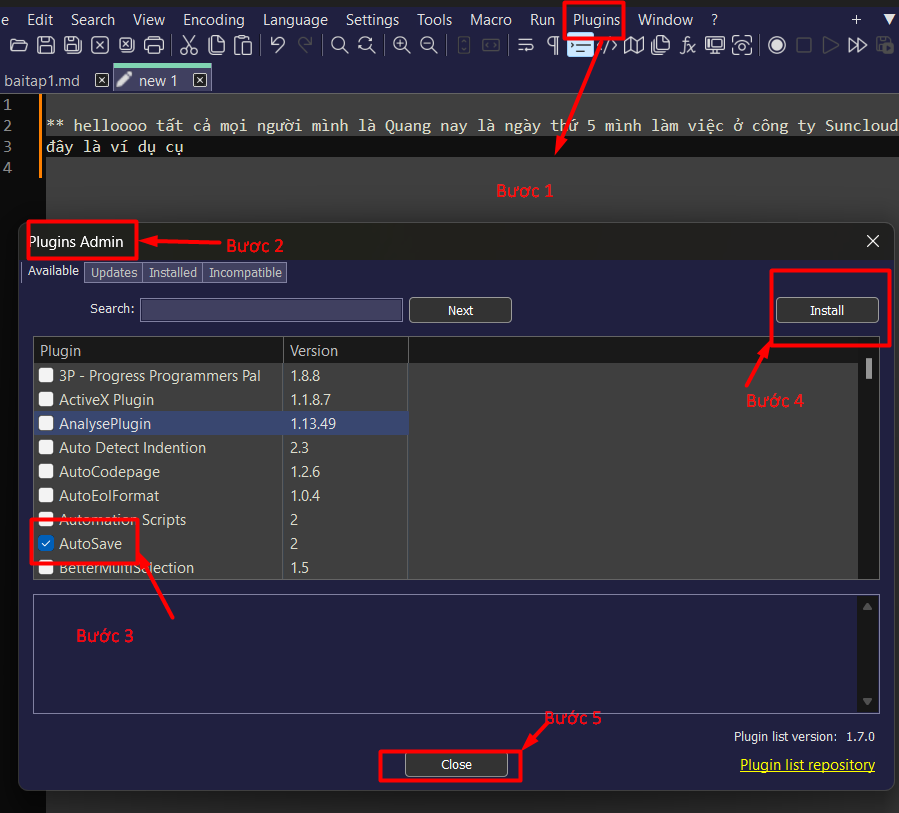 e Edit Search View Encoding Language Settings Tools Macro Run Plugins Window ? + ▼
baitap1.md new 1
1
2 ** helloooo tất cả mọi người mình là Quang nay là ngày thứ 5 mình làm việc ở công ty Suncloud
3 đây là ví dụ cụ
4
Bươc 1
Plugins Admin
Bươc 2
Available Updates Installed Incompatible
Search: Next Install
Plugin Version
3P - Progress Programmers Pal 1.8.8
ActiveX Plugin 1.1.8.7
Bước 4
AnalysePlugin 1.13.49
Auto Detect Indention 2.3
AutoCodepage 1.2.6
AutoEolFormat 1.0.4
Automation Scripts 2
AutoSave 2
BetterMultiSelection 1.5
Bước 3
Bước 5
Plugin list version: 1.7.0
Close
Plugin list repository